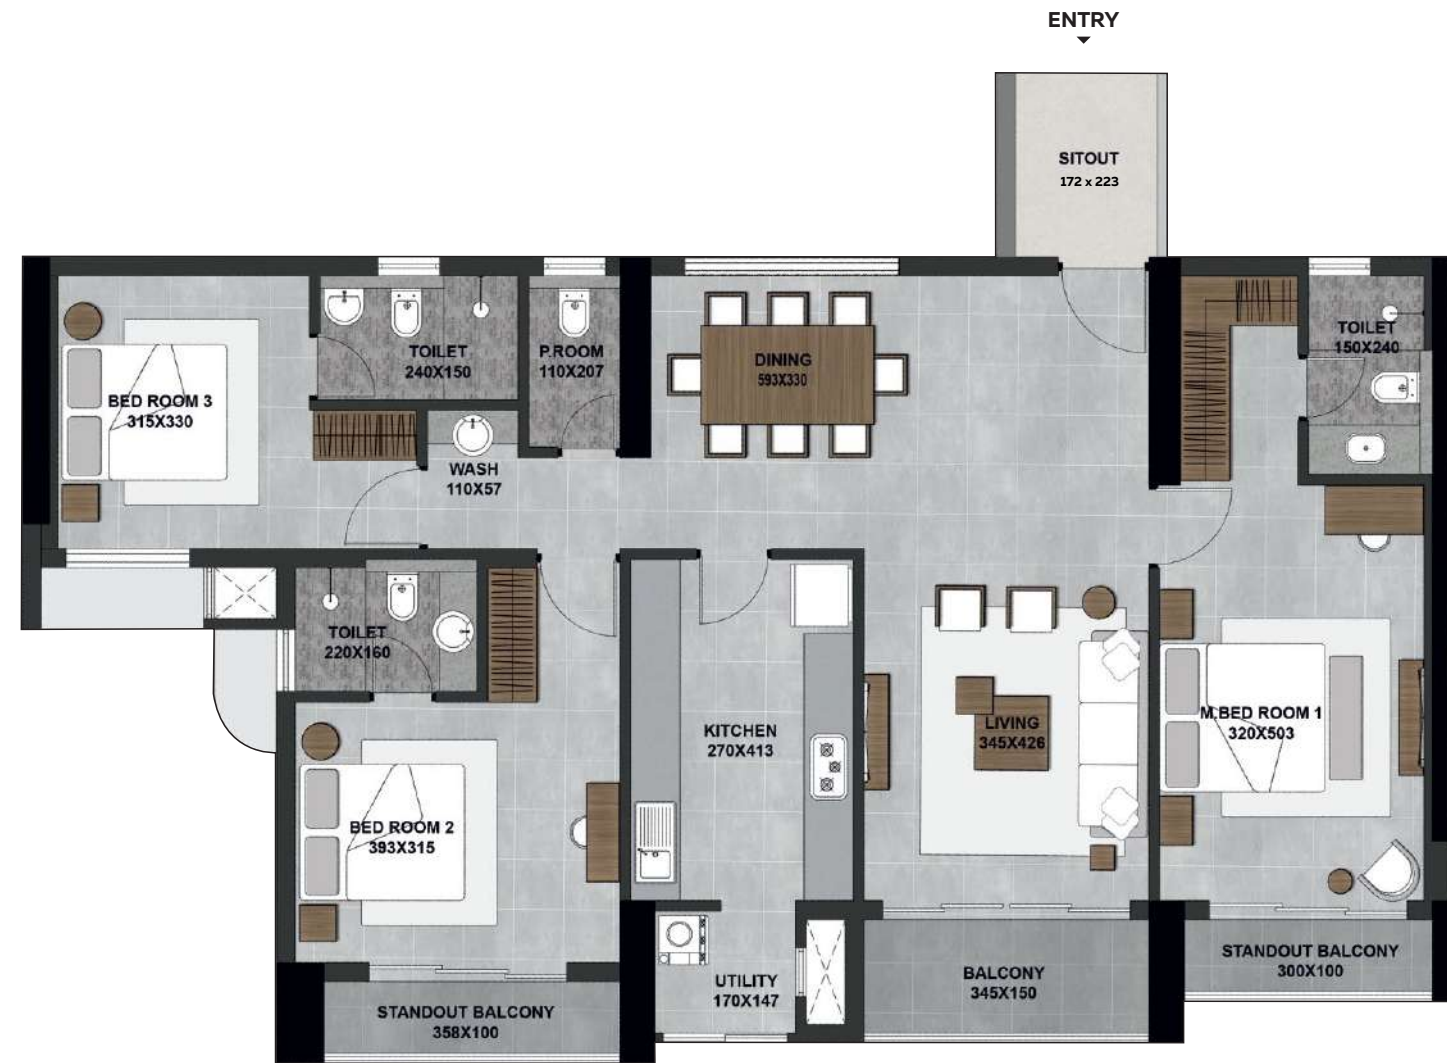 ENTRY
SITOUT
172 x 223
TOILET
240X150
P.ROOM
110X207
DINING
593X330
TOILET
150X240
BED ROOM 3
315X330
WASH
110X57
TOILET
220X160
KITCHEN
270X413
LIVING
345X426
M.BED ROOM 1
320X503
BED ROOM 2
393X315
UTILITY
170X147
BALCONY
345X150
STANDOUT BALCONY
300X100
STANDOUT BALCONY
358X100